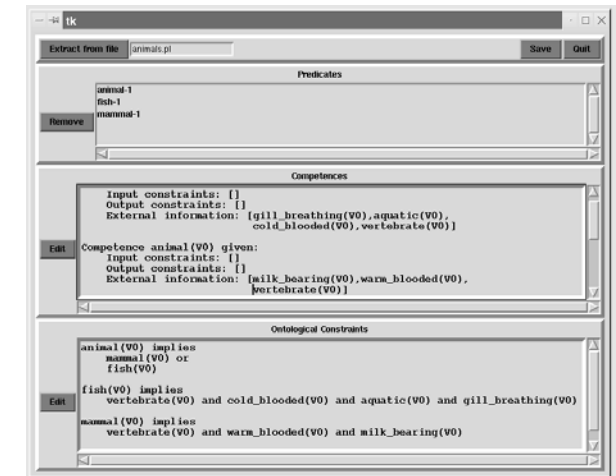 tk
Extract from file animals.pl Save Quit
Predicates
animal-1
fish-1
mammal-1
Remove
Competences
Input constraints: []
Output constraints: []
External information: [gill_breathing(V0),aquatic(V0),
cold_blooded(V0),vertebrate(V0)]
Edit
Competence animal(V0) given:
Input constraints: []
Output constraints: []
External information: [milk_bearing(V0),warm_blooded(V0),
vertebrate(V0)]
Ontological Constraints
animal(V0) implies
mammal(V0) or
fish(V0)
fish(V0) implies
Edit
vertebrate(V0) and cold_blooded(V0) and aquatic(V0) and gill_breathing(V0)
mammal(V0) implies
vertebrate(V0) and warm_blooded(V0) and milk_bearing(V0)